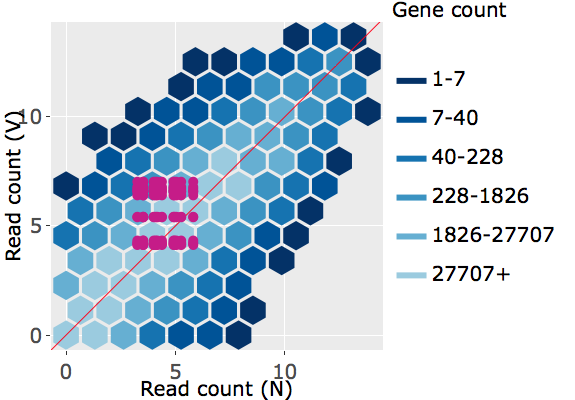 Gene count
1-7
7-40
40-228
228-1826
1826-27707
27707+
Read count (V)
10
5
0
0 5 10
Read count (N)